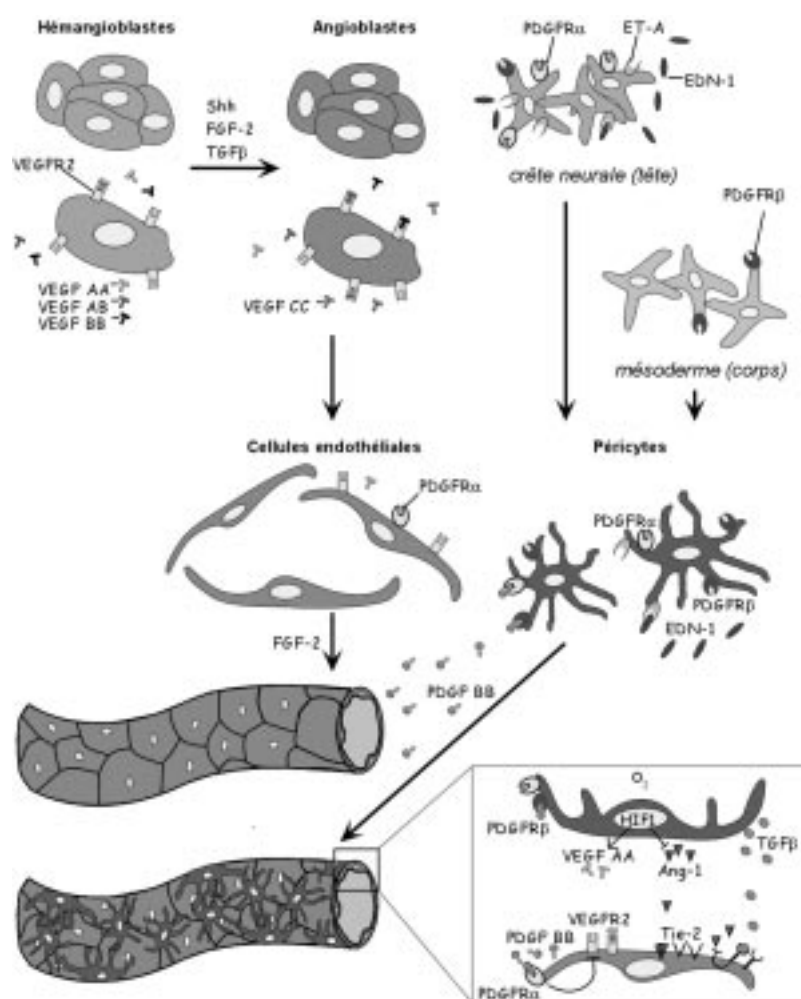 Hémangioblastes
Angioblastes
PDGFRα
ET-A
EDN-1
Shh
FGF-2
TGFβ
VEGFR2
crête neurale (tête)
PDGFRβ
VEGF AA
VEGF AB
VEGF BB
VEGF CC
mésoderme (corps)
Cellules endothéliales
Péricytes
PDGFRα
PDGFRα
PDGFRβ
EDN-1
FGF-2
PDGF BB
O₂
HIF1
PDGFRβ
TGFβ
VEGF AA
Ang-1
VEGFR2
Tie-2
PDGF BB
PDGFRα